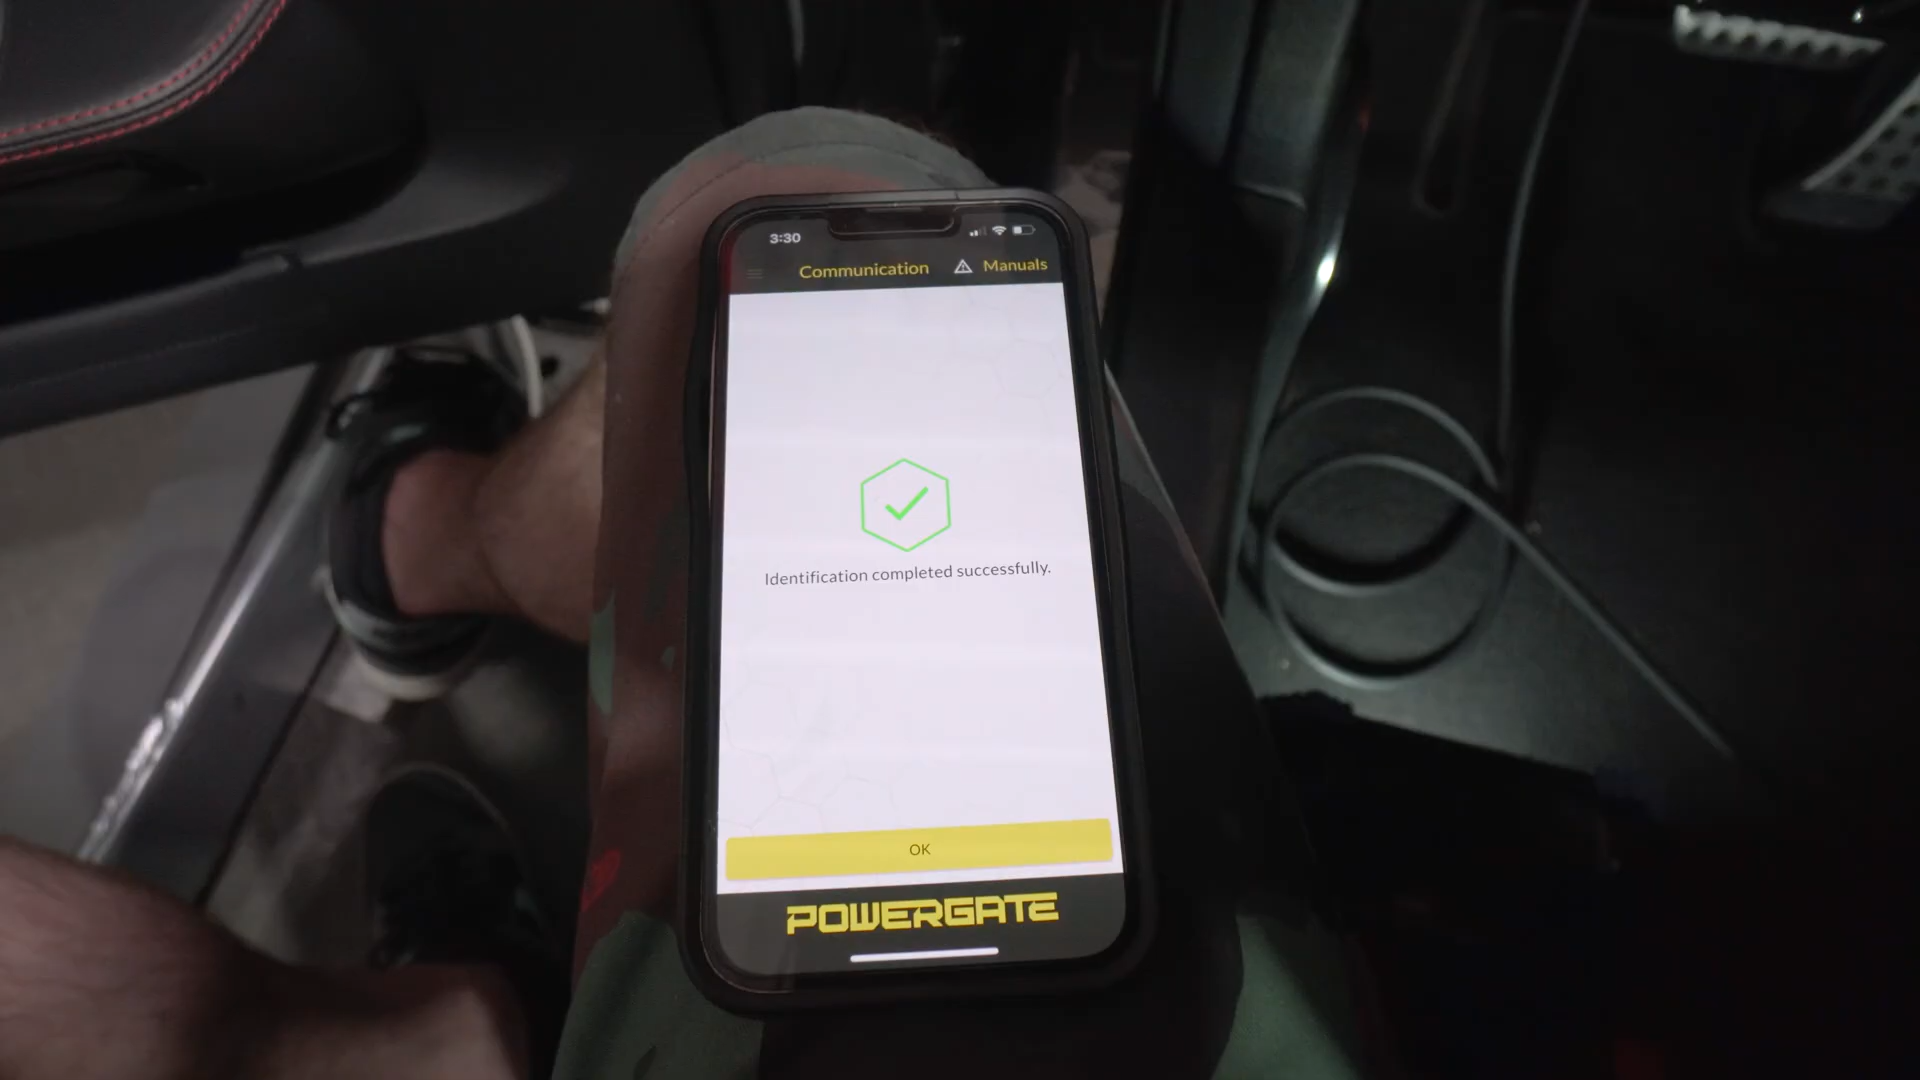 3:30
Communication
Manuals
Identification completed successfully.
OK
POWERGATE